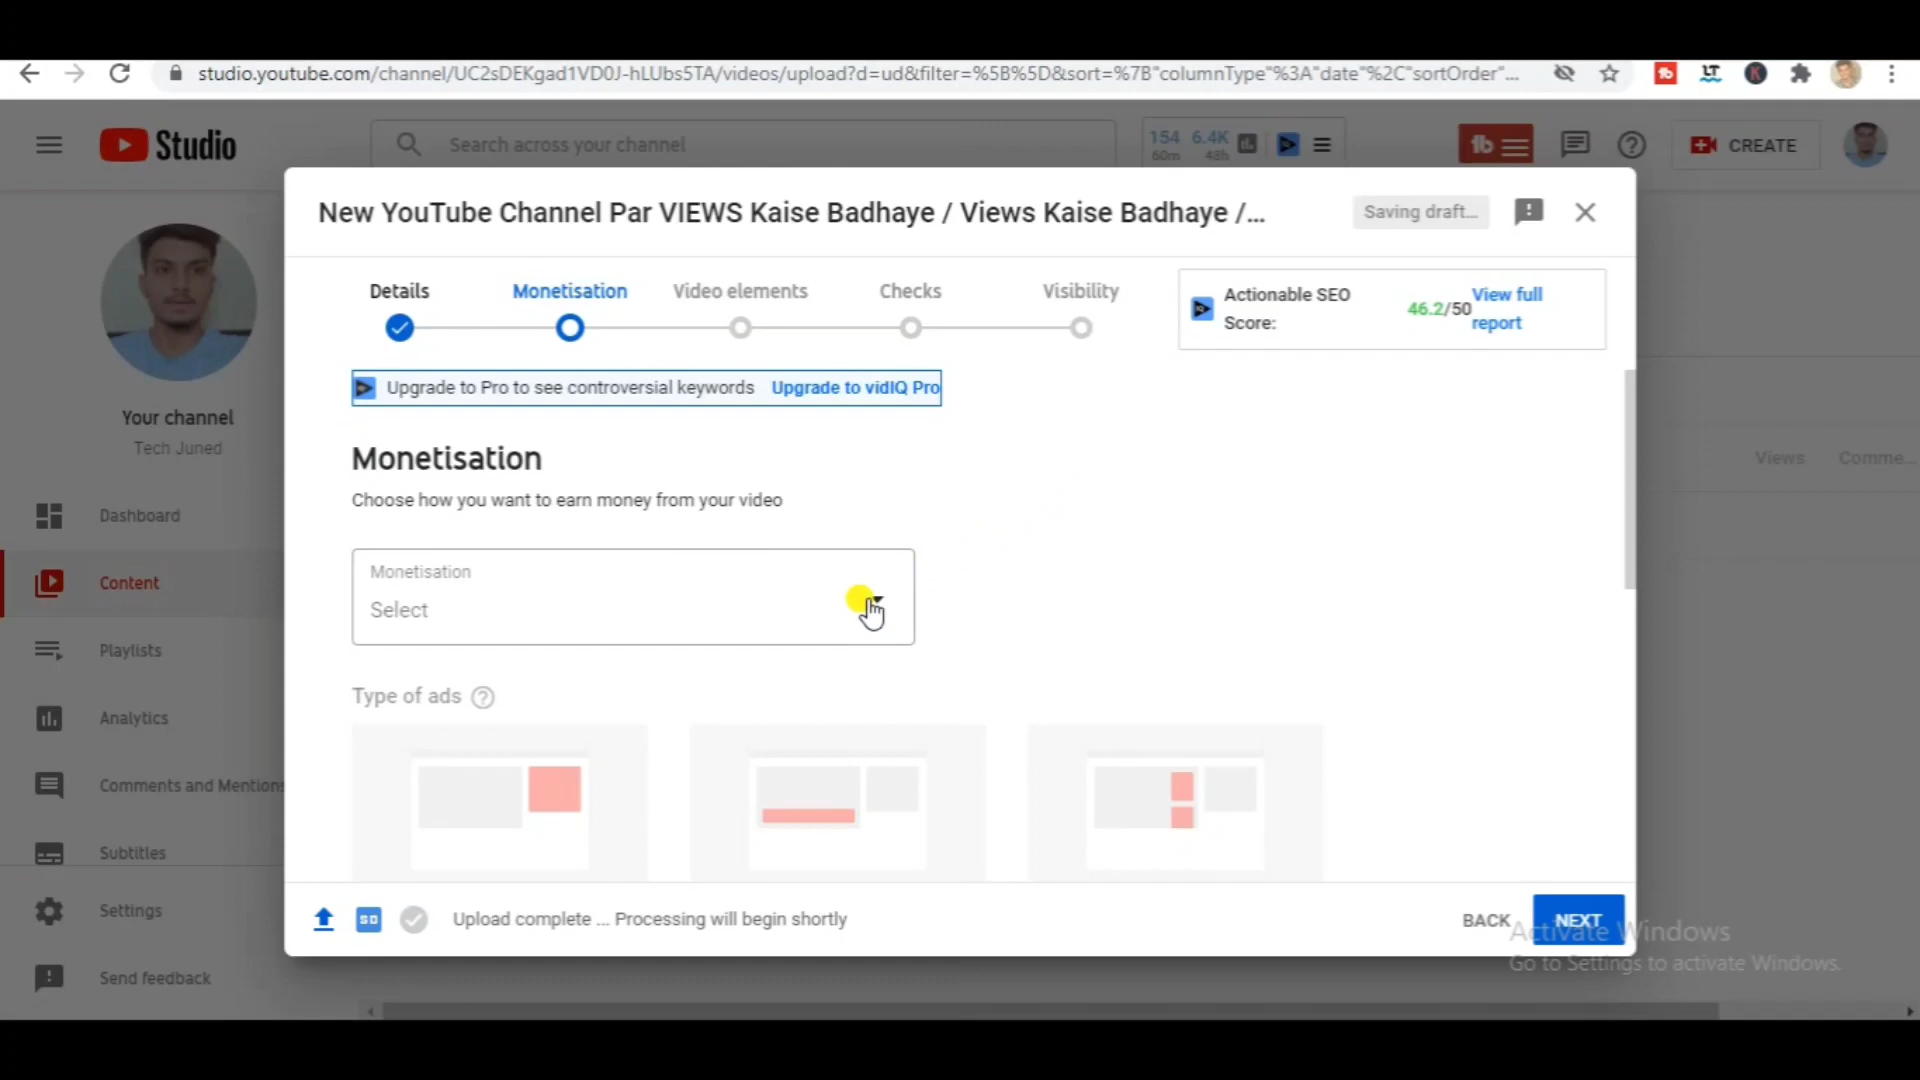 studio.youtube.com/channel/UC2sDEKgad1VD0J-hLUbs5TA/videos/upload?d=ud&filter=%5B%5D&sort=%7B"columnType"%3A"date"%2C"sortOrder"...
Studio
Search across your channel
154 6.4K
60m 48h
CREATE
New YouTube Channel Par VIEWS Kaise Badhaye / Views Kaise Badhaye /...
Saving draft...
Details
Monetisation
Video elements
Checks
Visibility
Actionable SEO Score:
46.2/50
View full report
Upgrade to Pro to see controversial keywords Upgrade to vidIQ Pro
Your channel
Tech Juned
Monetisation
Choose how you want to earn money from your video
Views
Comme...
Dashboard
Content
Playlists
Analytics
Comments and Mentions
Subtitles
Settings
Send feedback
Monetisation
Select
Type of ads
SD
Upload complete ... Processing will begin shortly
BACK
NEXT
Activate Windows
Go to Settings to activate Windows.